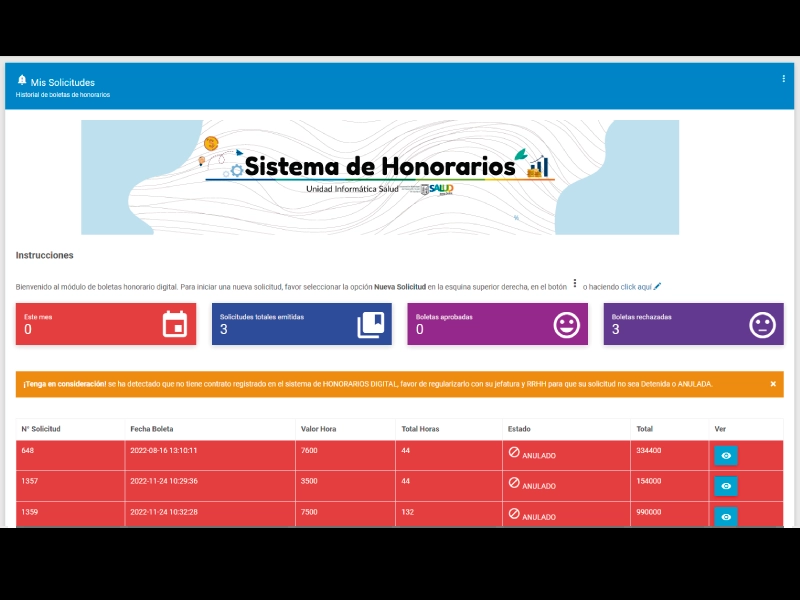 Mis Solicitudes
Historial de boletas de honorarios
Sistema de Honorarios
Unidad Informática Salud SALUD
Instrucciones
Bienvenido al módulo de boletas honorario digital. Para iniciar una nueva solicitud, favor seleccionar la opción Nueva Solicitud en la esquina superior derecha, en el botón o haciendo click aquí
Este mes
0
Solicitudes totales emitidas
3
Boletas aprobadas
0
Boletas rechazadas
3
¡Tenga en consideración! se ha detectado que no tiene contrato registrado en el sistema de HONORARIOS DIGITAL, favor de regularizarlo con su jefatura y RRHH para que su solicitud no sea Detenida o ANULADA. ×
N° Solicitud Fecha Boleta Valor Hora Total Horas Estado Total Ver
648 2022-08-16 13:10:11 7600 44 ANULADO 334400
1357 2022-11-24 10:29:36 3500 44 ANULADO 154000
1359 2022-11-24 10:32:28 7500 132 ANULADO 990000